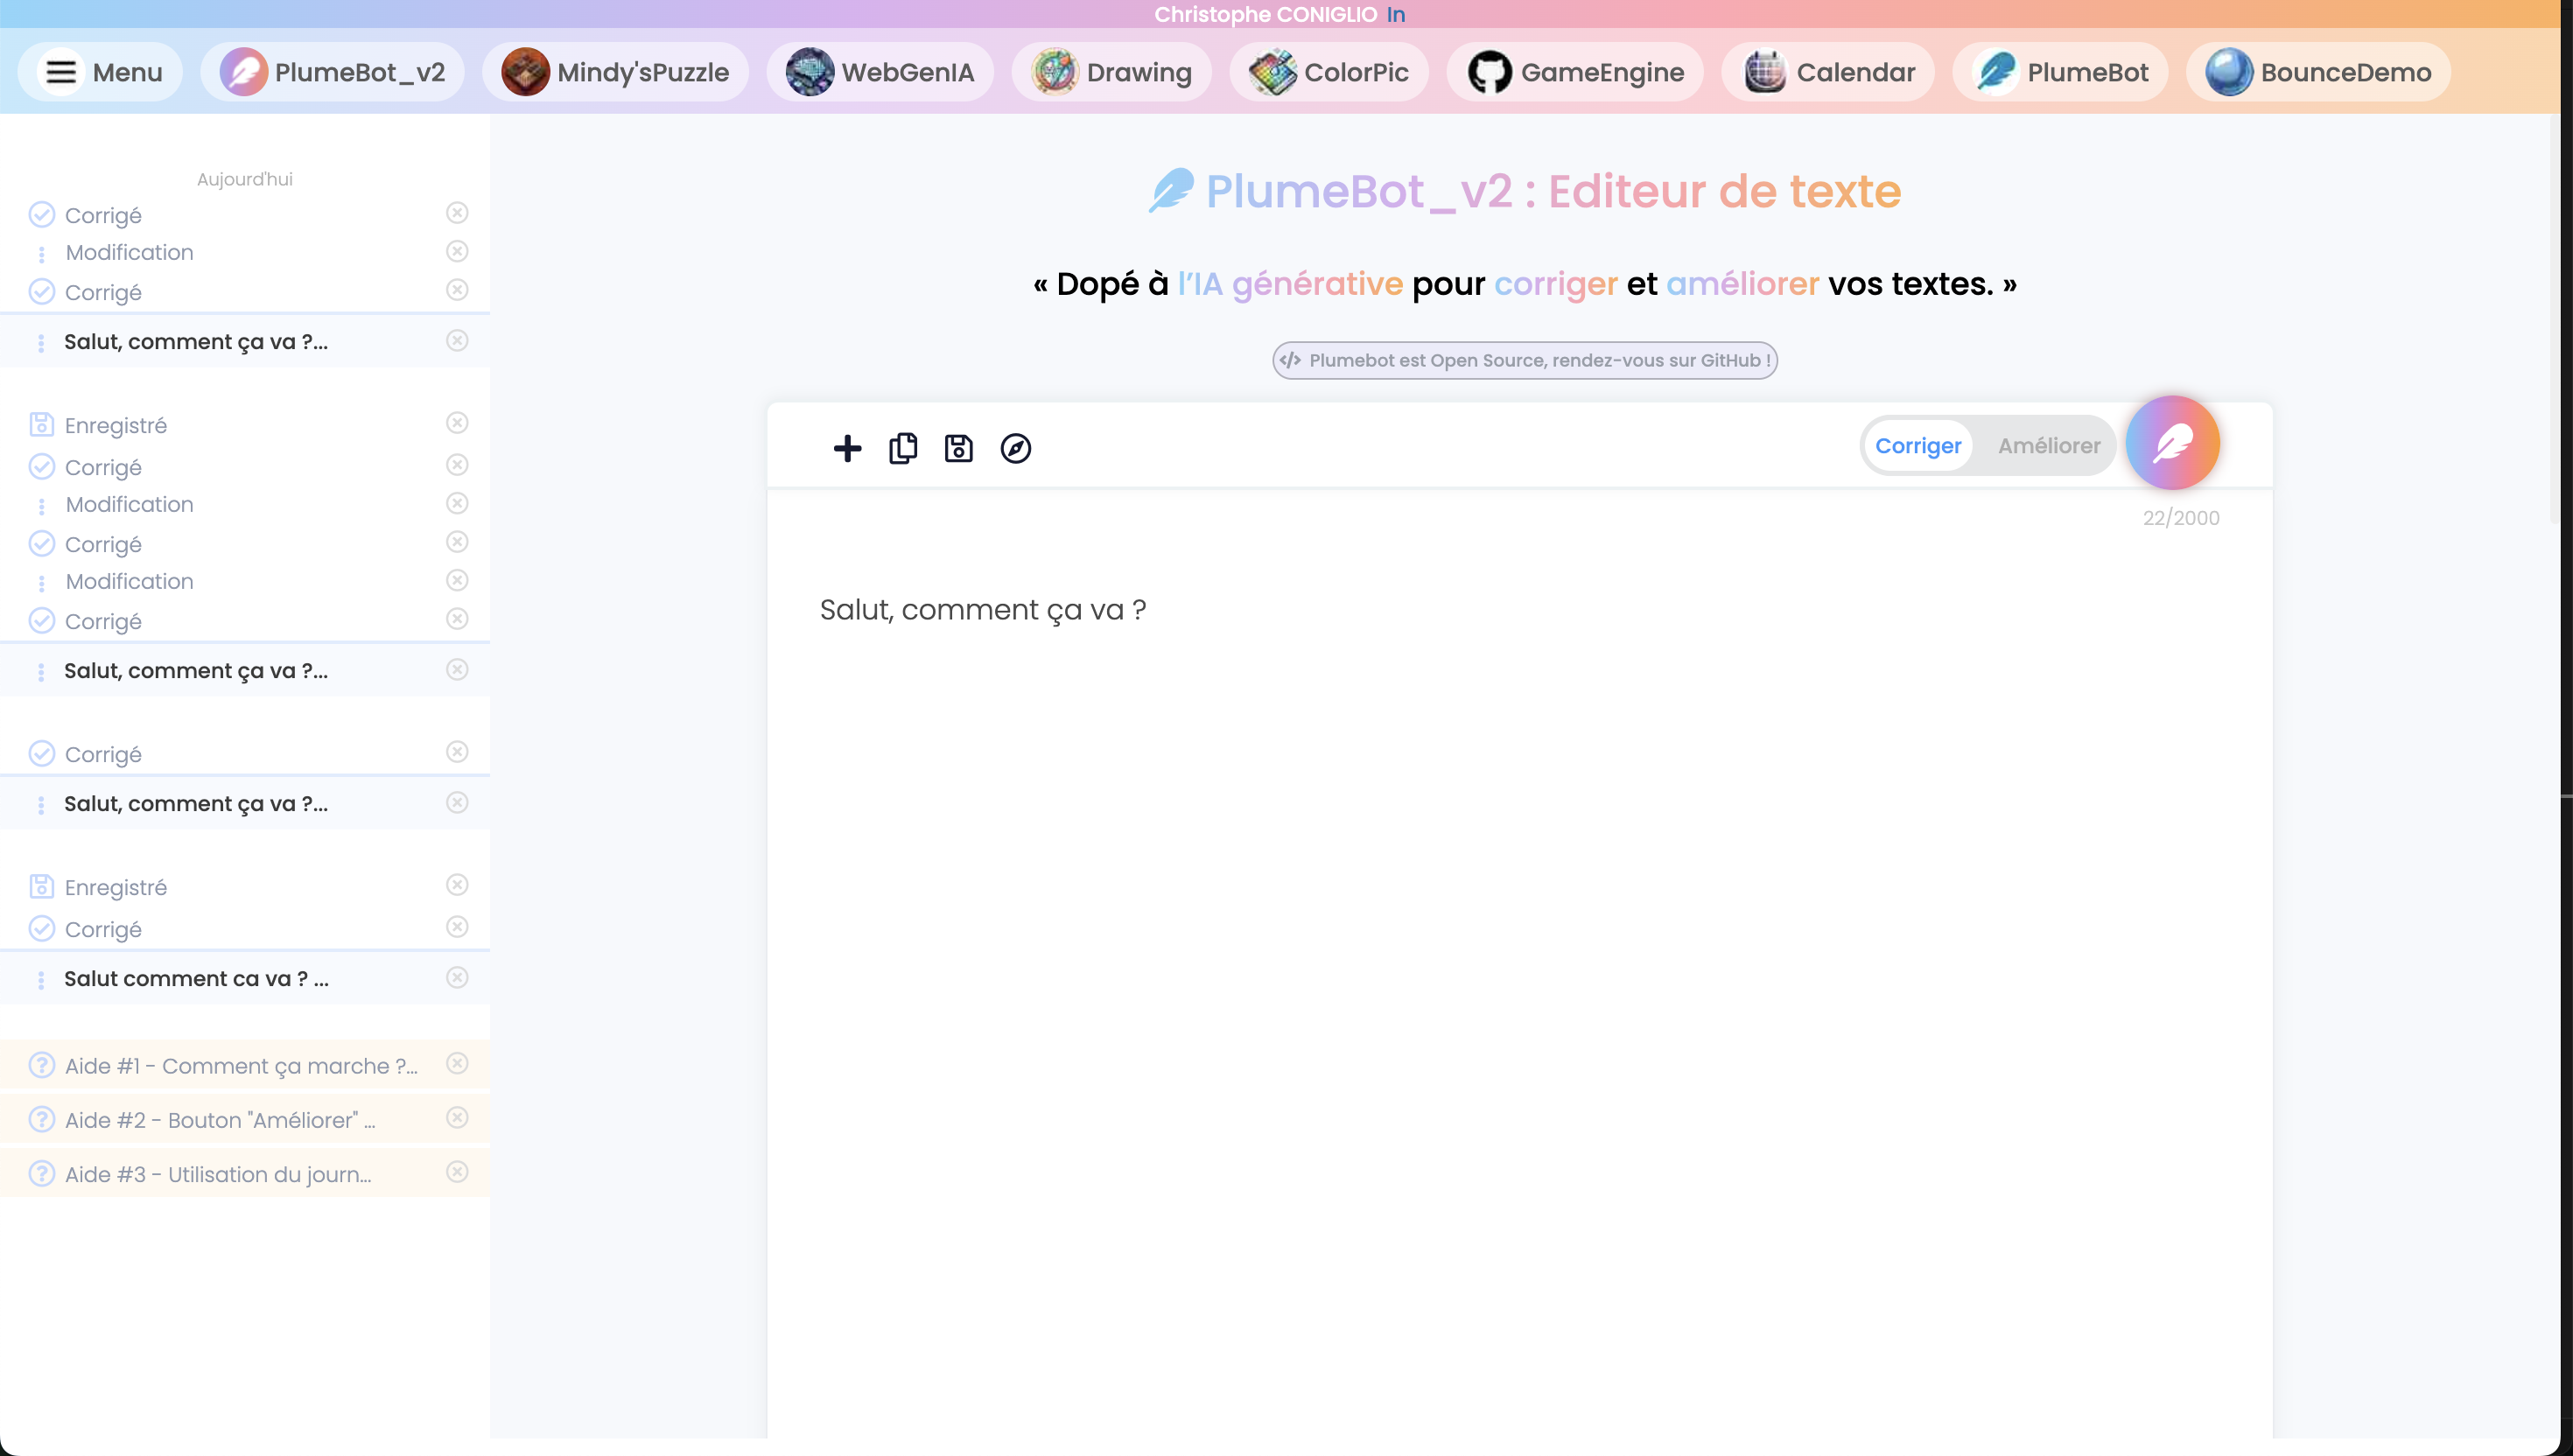 Christophe CONIGLIO In
Menu
PlumeBot_v2
Mindy'sPuzzle
WebGenIA
Drawing
ColorPic
GameEngine
Calendar
PlumeBot
BounceDemo
Aujourd'hui
Corrigé
Modification
Corrigé
Salut, comment ça va ?...
Enregistré
Corrigé
Modification
Corrigé
Modification
Corrigé
Salut, comment ça va ?...
Corrigé
Salut, comment ça va ?...
Enregistré
Corrigé
Salut comment ca va ? ...
Aide #1 - Comment ça marche ?...
Aide #2 - Bouton "Améliorer" ...
Aide #3 - Utilisation du journ...
PlumeBot_v2 : Editeur de texte
« Dopé à l’IA générative pour corriger et améliorer vos textes. »
</> Plumebot est Open Source, rendez-vous sur GitHub !
Corriger
Améliorer
22/2000
Salut, comment ça va ?